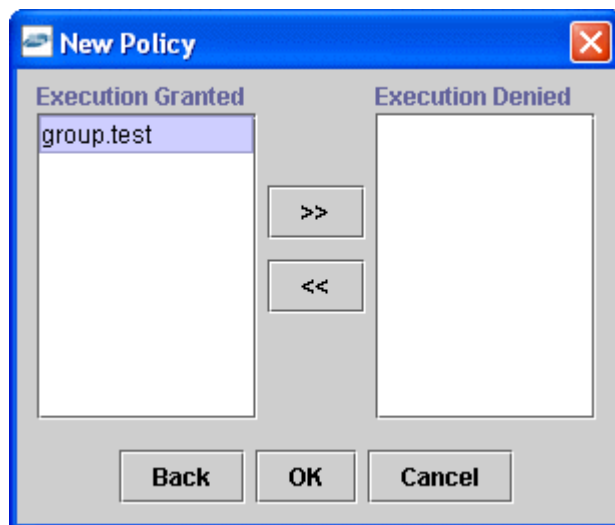 New Policy
Execution Granted
Execution Denied
group.test
>>
<<
Back
OK
Cancel